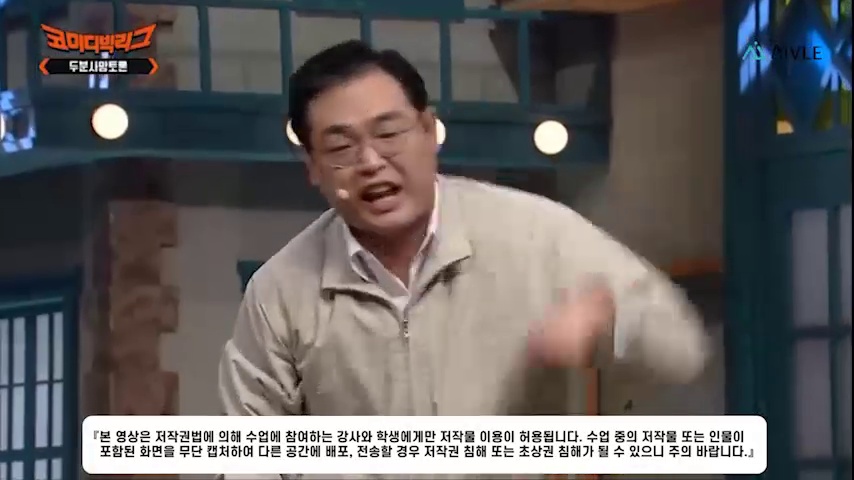 코미디빅리그
두분사망토론
AIVLE
『본 영상은 저작권법에 의해 수업에 참여하는 강사와 학생에게만 저작물 이용이 허용됩니다. 수업 중의 저작물 또는 인물이
포함된 화면을 무단 캡처하여 다른 공간에 배포, 전송할 경우 저작권 침해 또는 초상권 침해가 될 수 있으니 주의 바랍니다.』